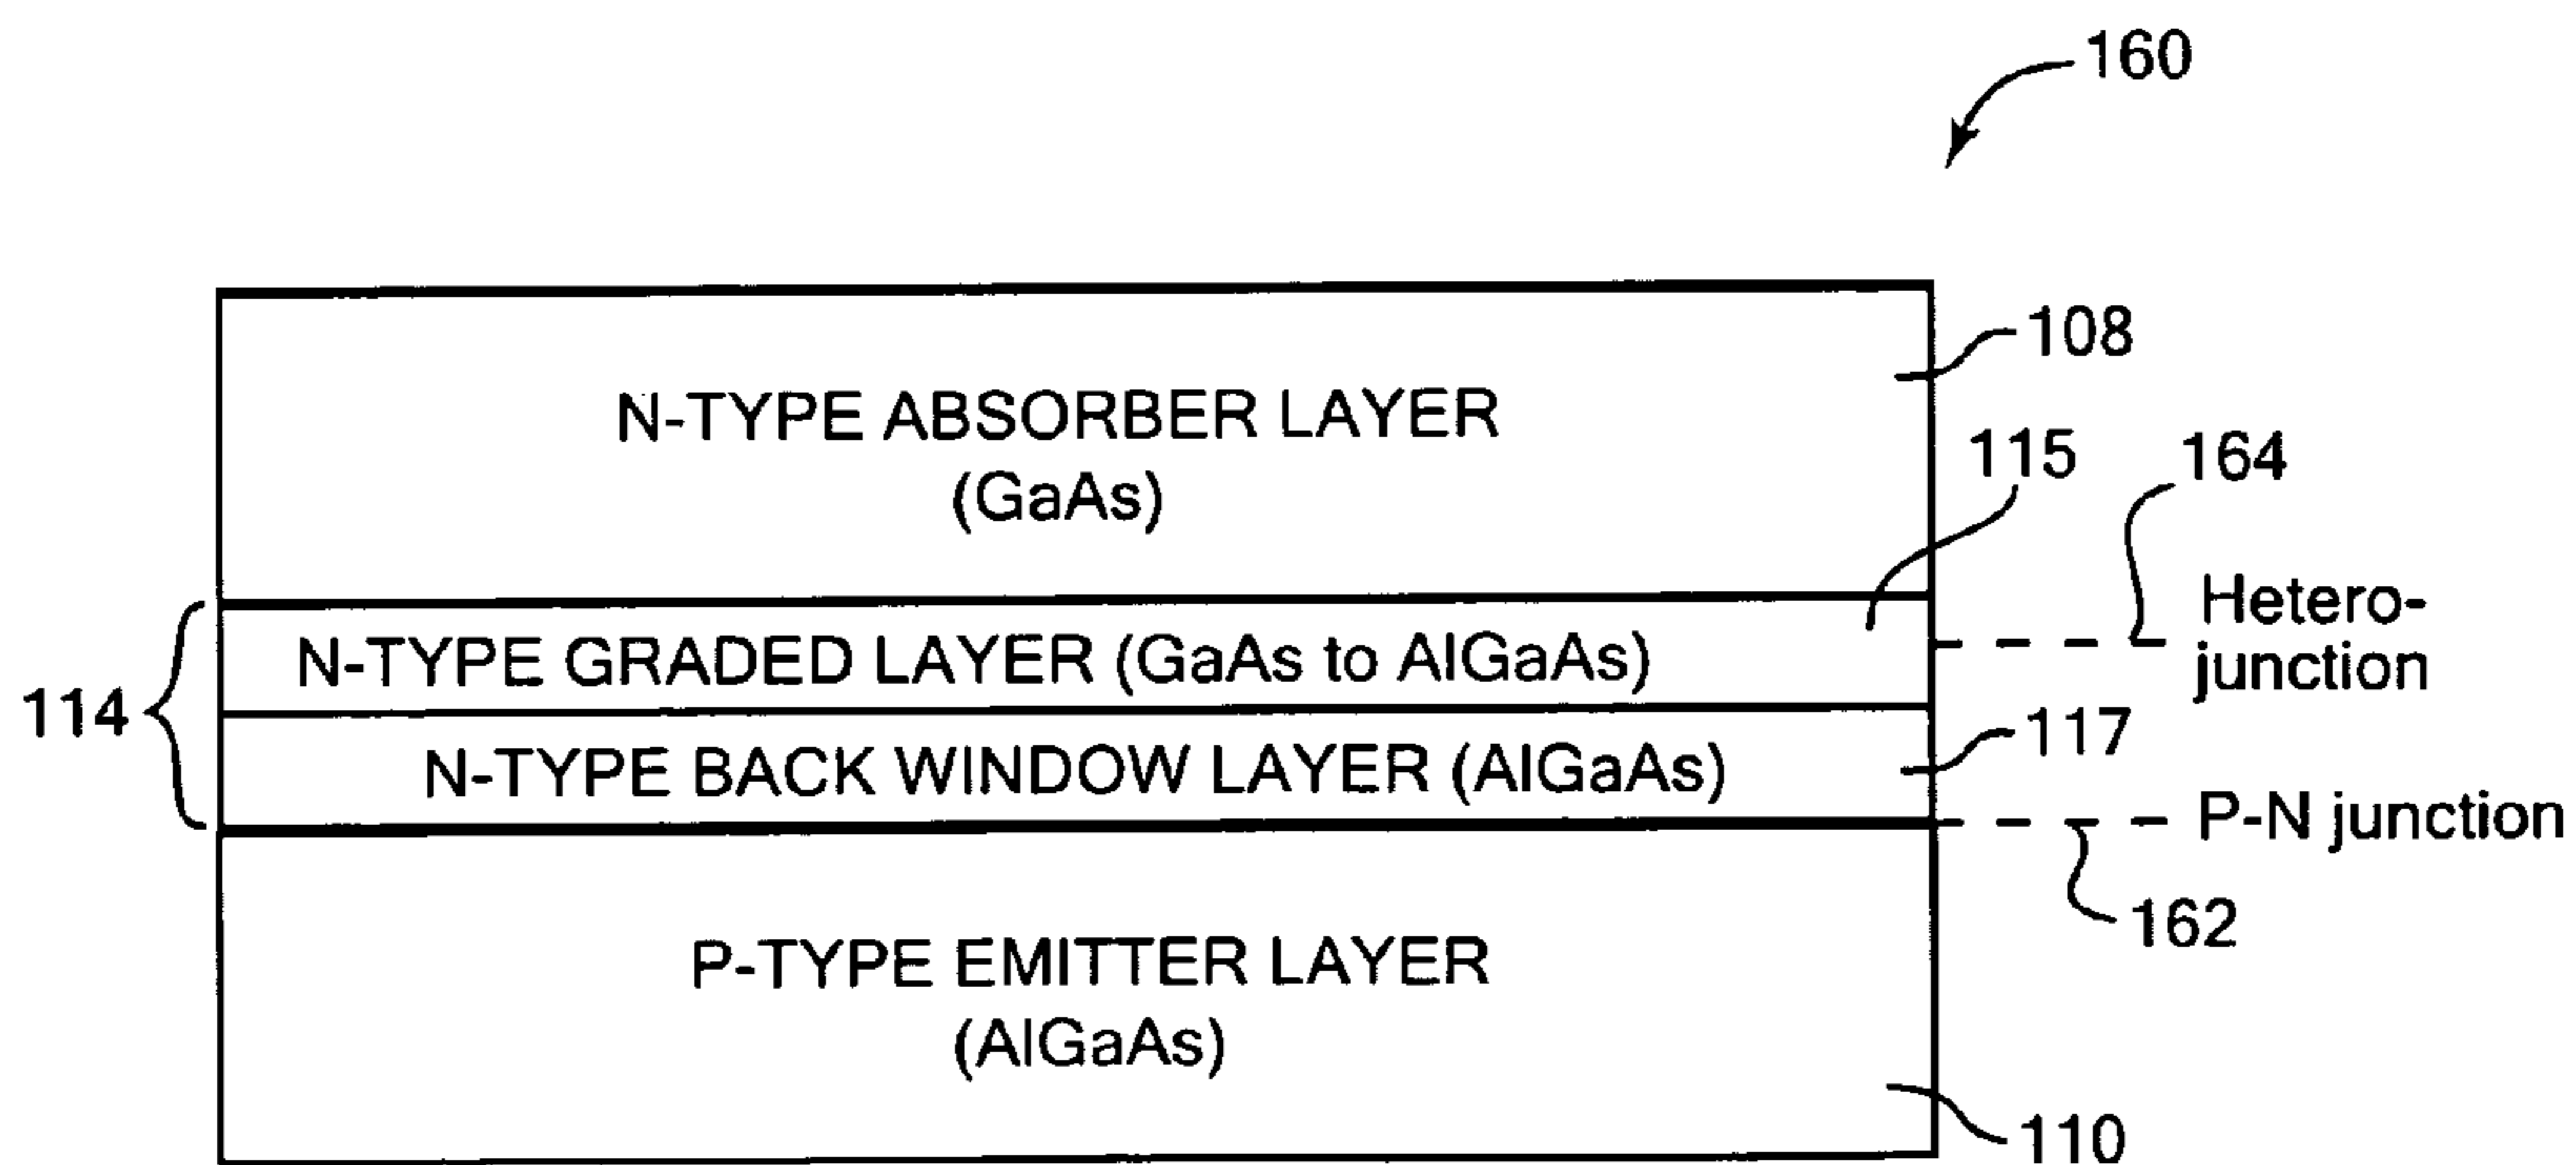 160
108
N-TYPE ABSORBER LAYER
(GaAs)
115
164
Hetero-
junction
N-TYPE GRADED LAYER (GaAs to AlGaAs)
114
117
N-TYPE BACK WINDOW LAYER (AlGaAs)
P-N junction
162
P-TYPE EMITTER LAYER
(AlGaAs)
110